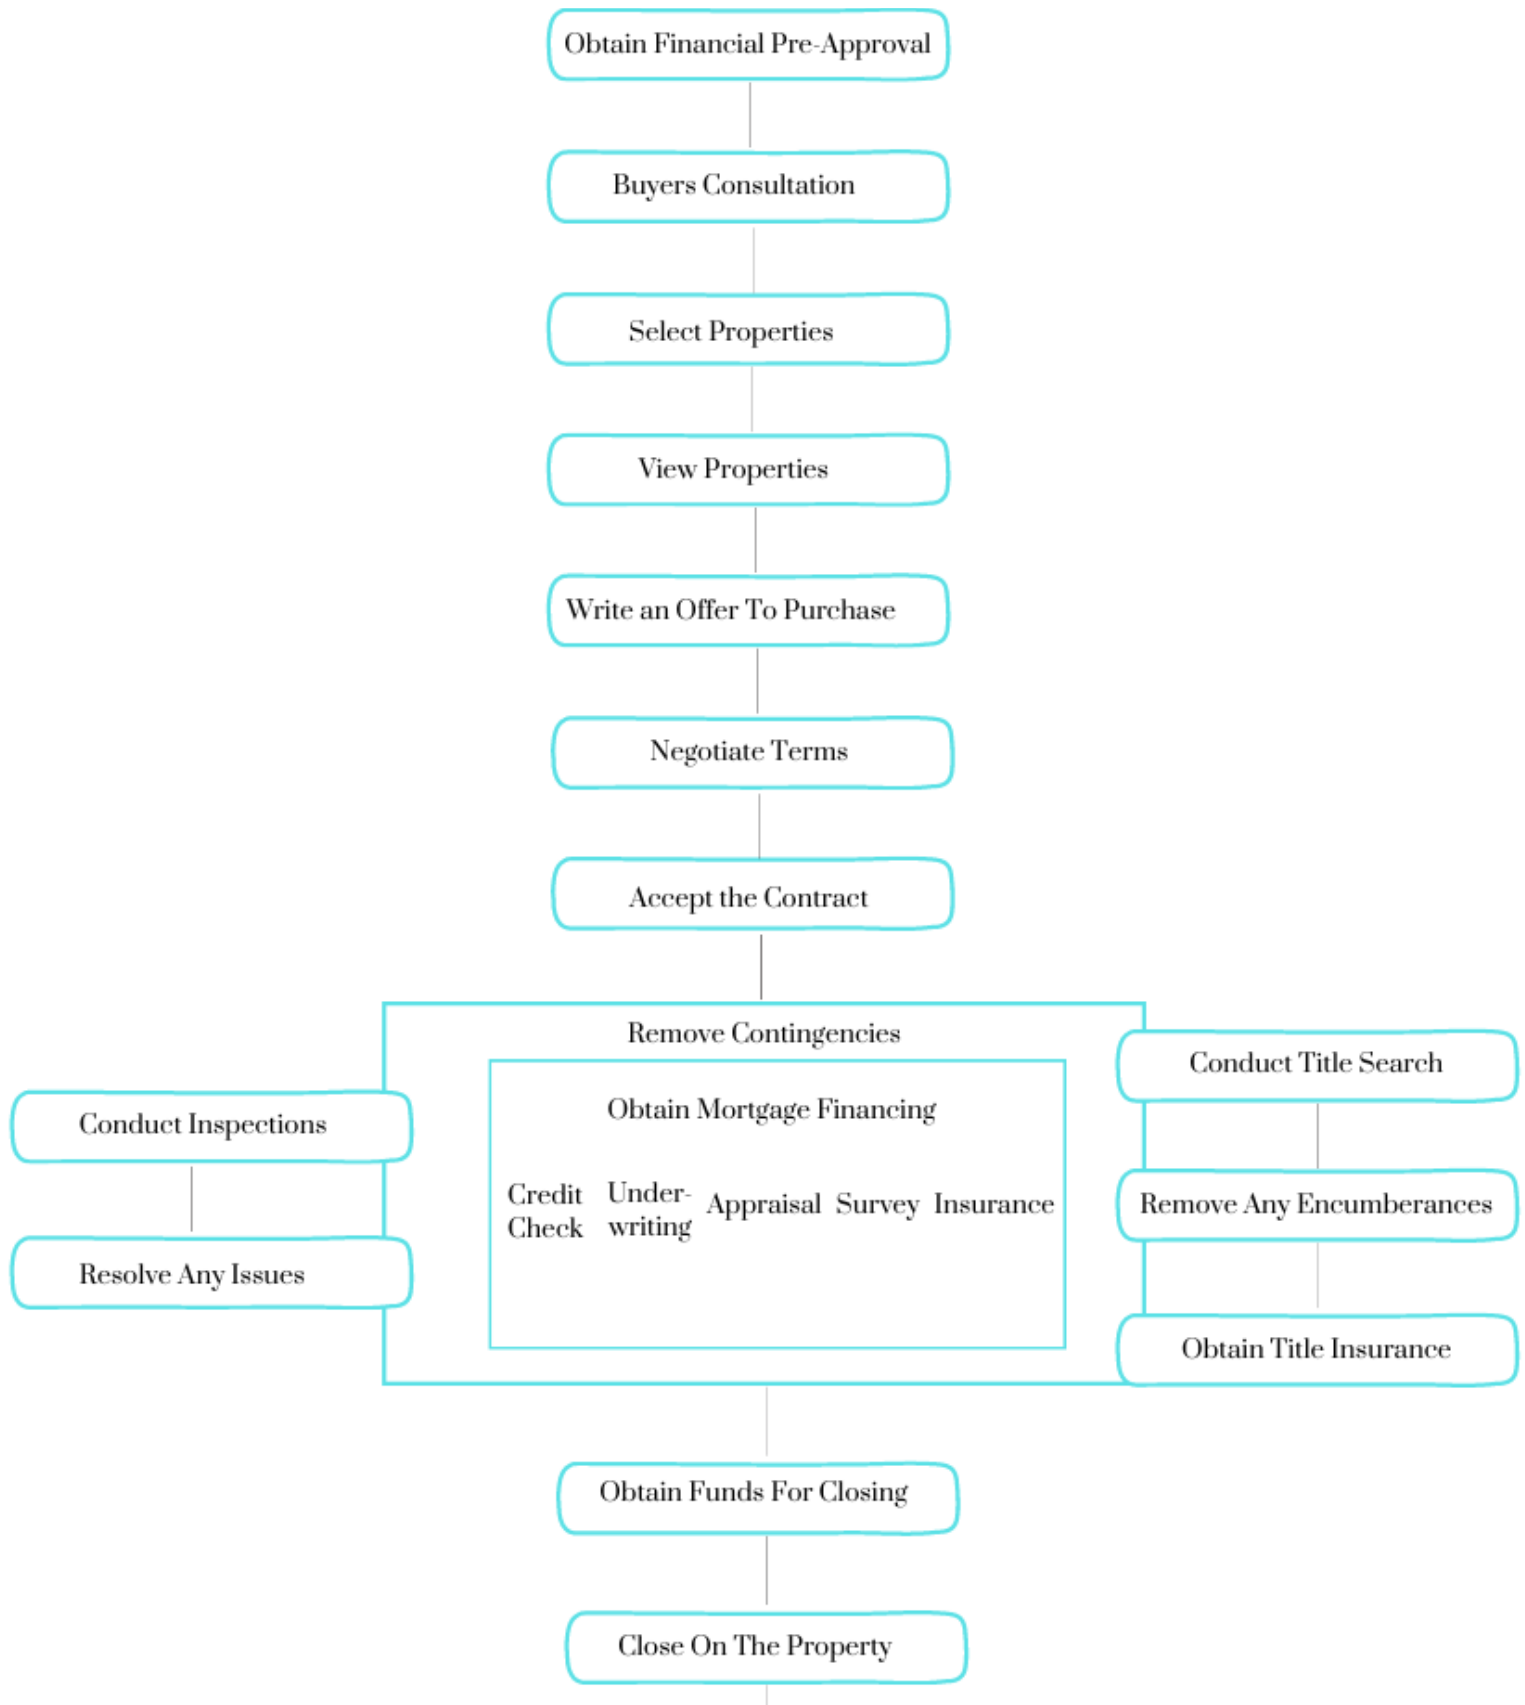 Obtain Financial Pre-Approval
Buyers Consultation
Select Properties
View Properties
Write an Offer To Purchase
Negotiate Terms
Accept the Contract
Remove Contingencies
Conduct Inspections
Resolve Any Issues
Obtain Mortgage Financing
Credit
Check
Under-
writing
Appraisal
Survey
Insurance
Conduct Title Search
Remove Any Encumberances
Obtain Title Insurance
Obtain Funds For Closing
Close On The Property